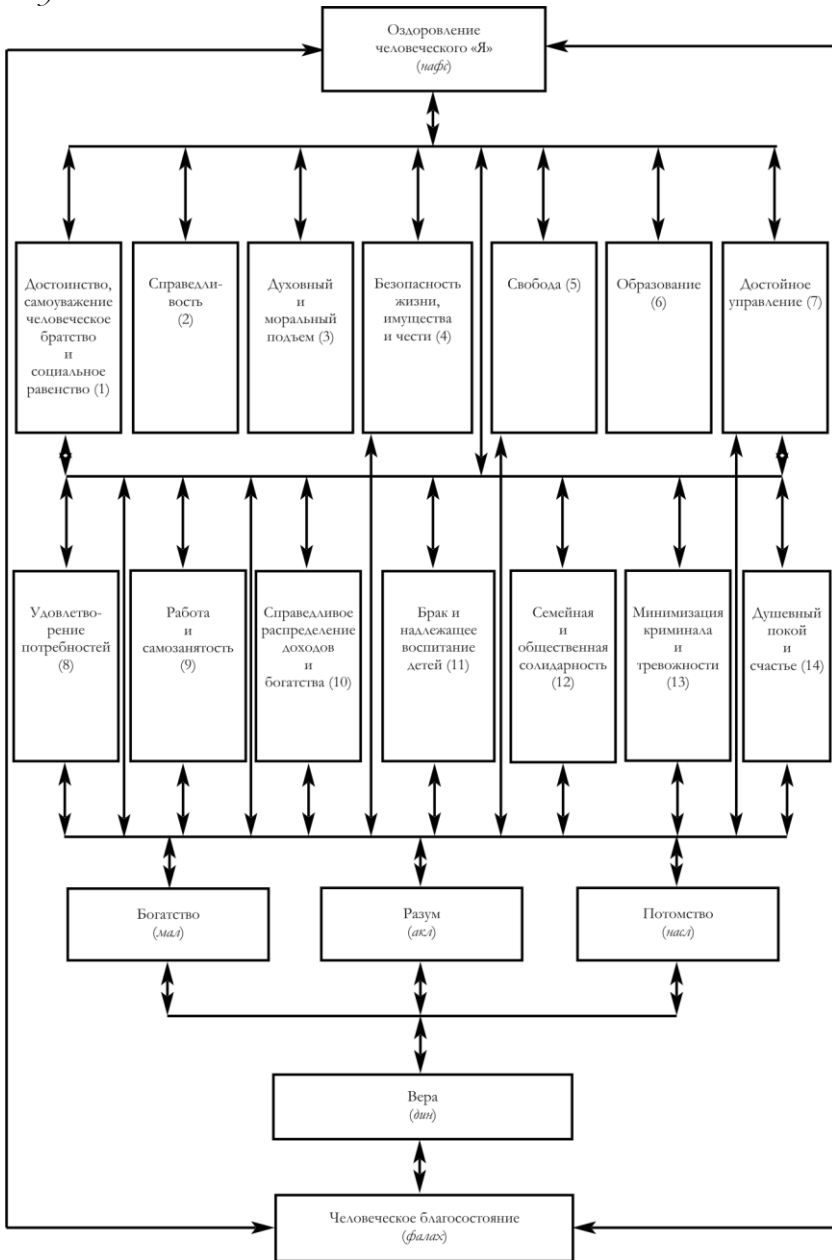 Оздоровление
человеческого «Я»
(нафс)
Достоинство,
самоуважение
человеческое
братство
и
социальное
равенство (1)
Справедли-
вость
(2)
Духовный
и
моральный
подъем (3)
Безопасность
жизни,
имущества
и чести (4)
Свобода (5)
Образование
(6)
Достойное
управление (7)
Удовлетво-
рение
потребностей
(8)
Работа
и
самозанятость
(9)
Справедливое
распределение
доходов
и
богатства (10)
Брак и
надлежащее
воспитание
детей (11)
Семейная
и
общественная
солидарность
(12)
Минимизация
криминала
и
тревожности
(13)
Душевный
покой
и
счастье (14)
Богатство
(мал)
Разум
(акл)
Потомство
(насл)
Вера
(дин)
Человеческое благосостояние
(фалах)